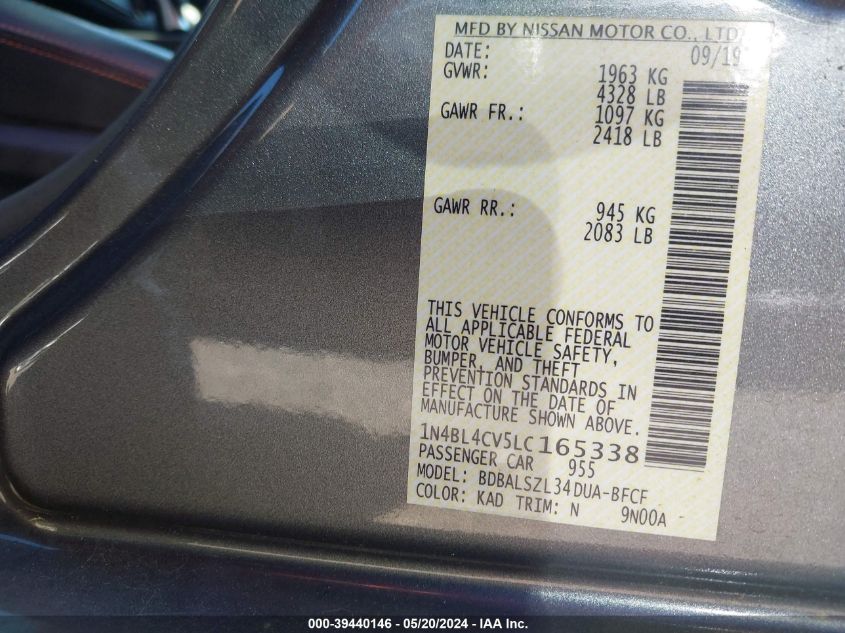 MFD BY NISSAN MOTOR CO., LTD
DATE: 09/19
GVWR: 1963 KG
4328 LB
GAWR FR.: 1097 KG
2418 LB
GAWR RR.: 945 KG
2083 LB
THIS VEHICLE CONFORMS TO
ALL APPLICABLE FEDERAL
MOTOR VEHICLE SAFETY,
BUMPER, AND THEFT
PREVENTION STANDARDS IN
EFFECT ON THE DATE OF
MANUFACTURE SHOWN ABOVE.
1N4BL4CV5LC165338
PASSENGER CAR 955
MODEL: BDBALSZL34DUA-BFCF
COLOR: KAD TRIM: N 9N00A
000-39440146 - 05/20/2024 - IAA Inc.